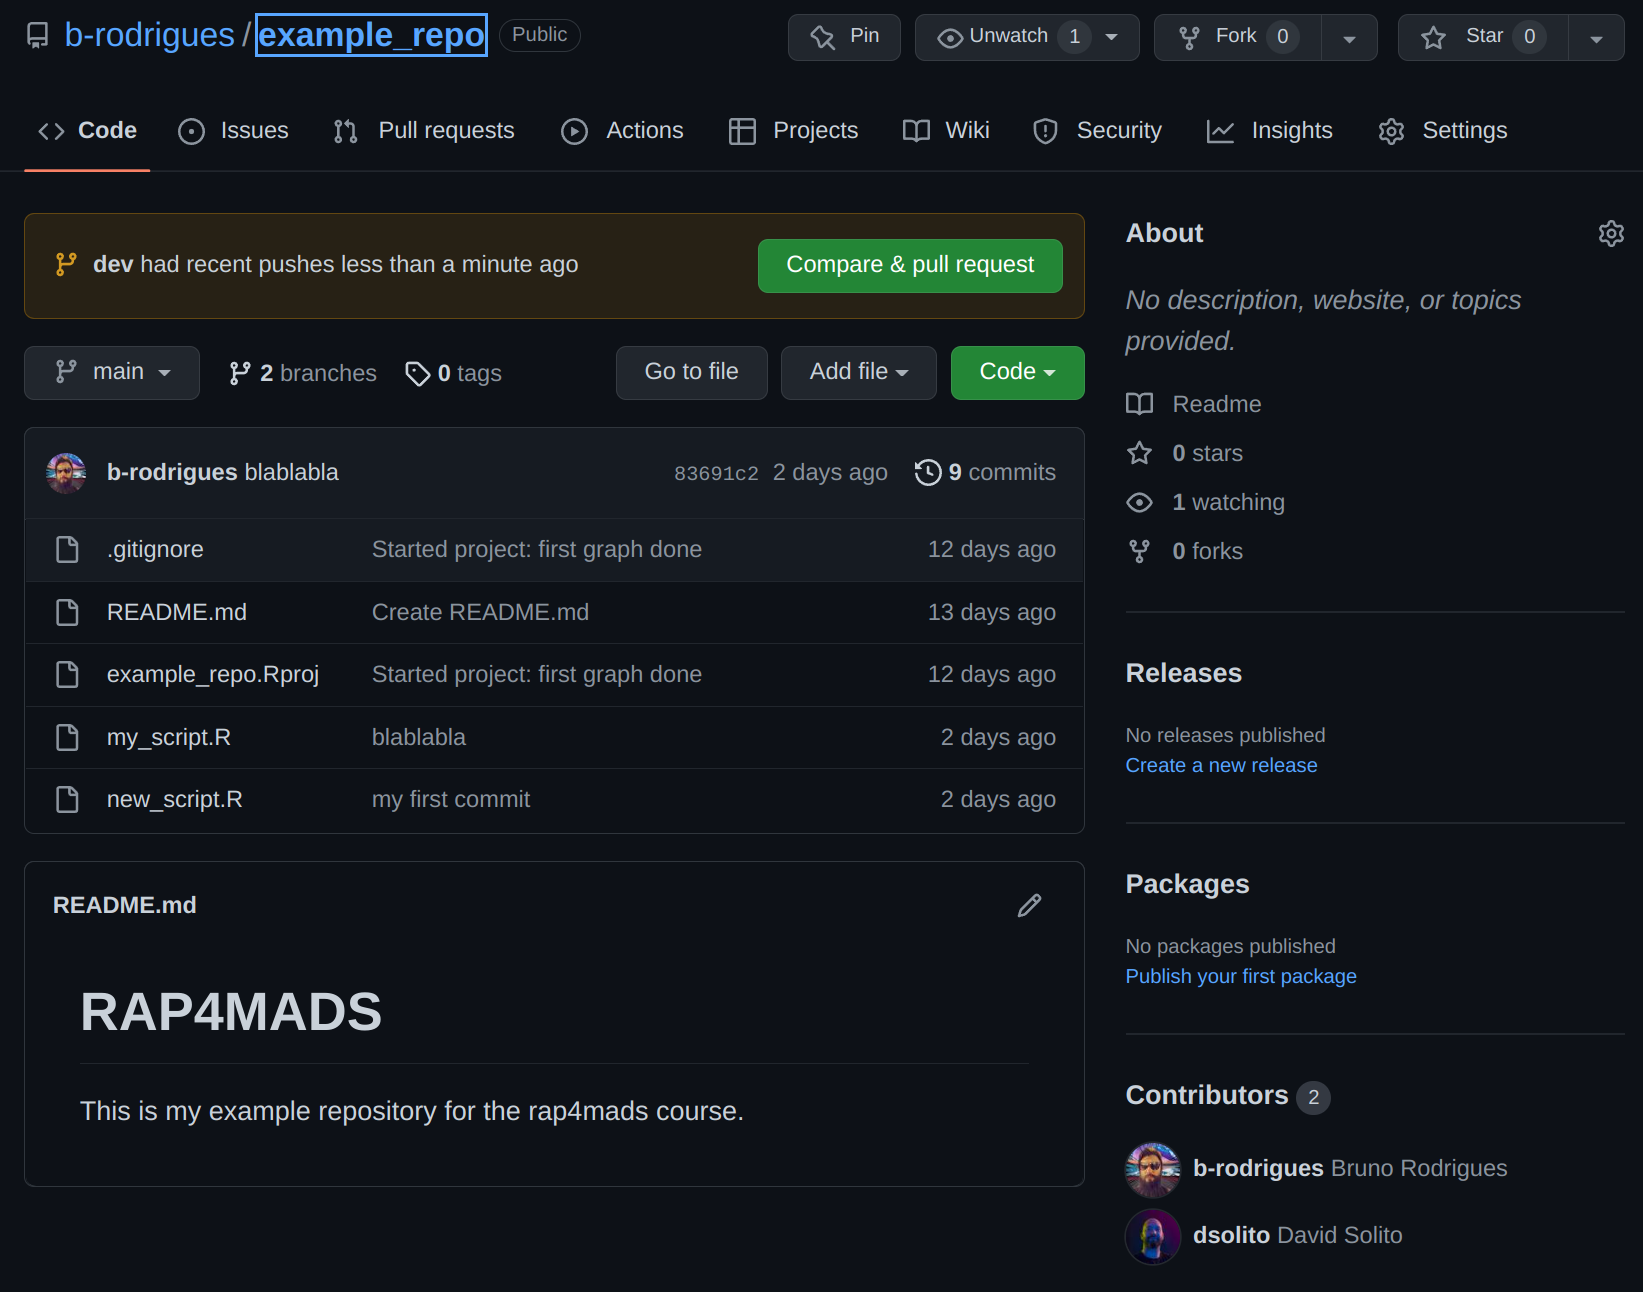 b-rodrigues/example_repo Public
Pin Unwatch 1 Fork 0 Star 0
Code Issues Pull requests Actions Projects Wiki Security Insights Settings
dev had recent pushes less than a minute ago Compare & pull request
main 2 branches 0 tags Go to file Add file Code
b-rodrigues blablabla 83691c2 2 days ago 9 commits
.gitignore Started project: first graph done 12 days ago
README.md Create README.md 13 days ago
example_repo.Rproj Started project: first graph done 12 days ago
my_script.R blablabla 2 days ago
new_script.R my first commit 2 days ago
README.md
RAP4MADS
This is my example repository for the rap4mads course.
About
No description, website, or topics
provided.
Readme
0 stars
1 watching
0 forks
Releases
No releases published
Create a new release
Packages
No packages published
Publish your first package
Contributors 2
b-rodrigues Bruno Rodrigues
dsolito David Solito